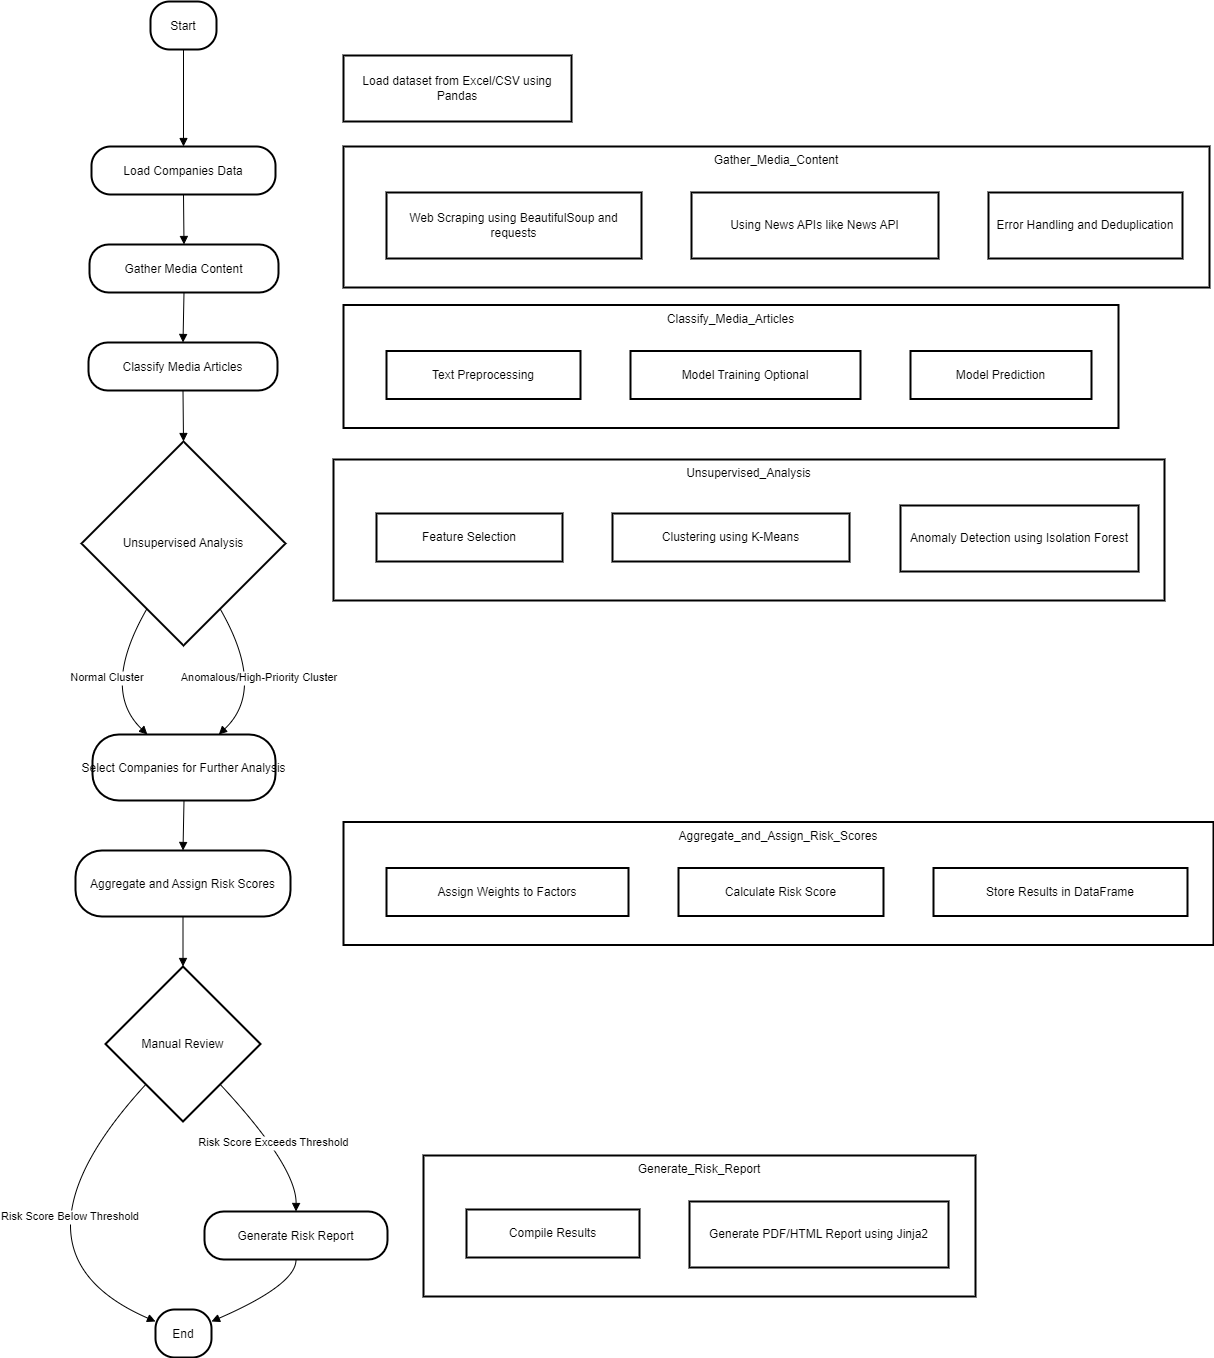 Start
Load dataset from Excel/CSV using
Pandas
Load Companies Data
Gather_Media_Content
Web Scraping using BeautifulSoup and
requests
Using News APIs like News API
Error Handling and Deduplication
Gather Media Content
Classify_Media_Articles
Text Preprocessing
Model Training Optional
Model Prediction
Classify Media Articles
Unsupervised_Analysis
Feature Selection
Clustering using K-Means
Anomaly Detection using Isolation Forest
Unsupervised Analysis
Normal Cluster
Anomalous/High-Priority Cluster
Select Companies for Further Analysis
Aggregate_and_Assign_Risk_Scores
Assign Weights to Factors
Calculate Risk Score
Store Results in DataFrame
Aggregate and Assign Risk Scores
Manual Review
Risk Score Exceeds Threshold
Risk Score Below Threshold
Generate_Risk_Report
Compile Results
Generate PDF/HTML Report using Jinja2
Generate Risk Report
End